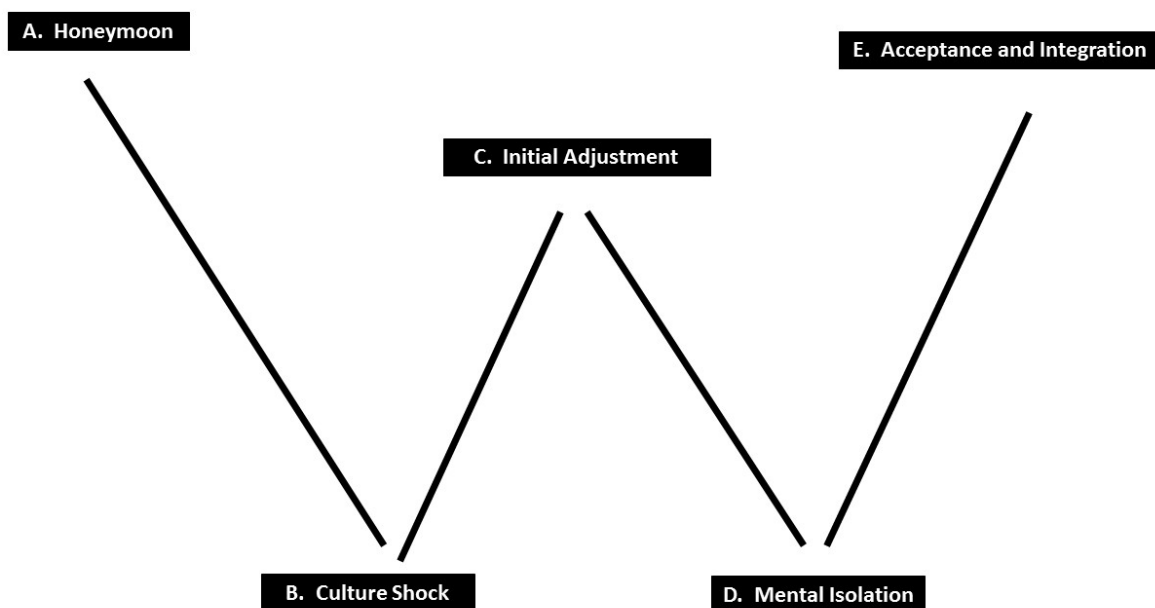 A. Honeymoon
B. Culture Shock
C. Initial Adjustment
D. Mental Isolation
E. Acceptance and Integration